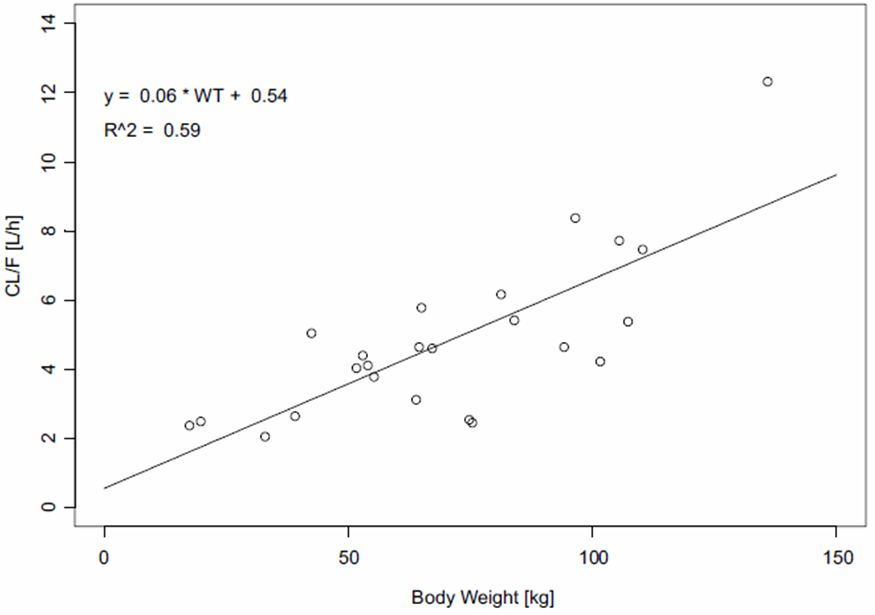 y = 0.06 * WT + 0.54
R^2 = 0.59
CL/F [L/h]
14
12
10
8
6
4
2
0
0 50 100 150
Body Weight [kg]